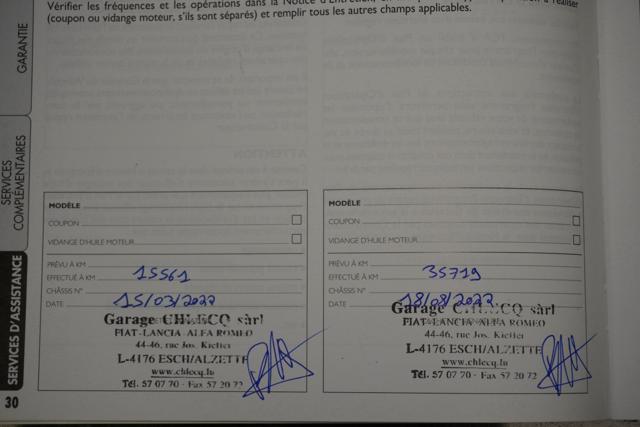 Vérifier les fréquences et les opérations dans la Notice d'Entretien,
(coupon ou vidange moteur, s'ils sont séparés) et remplir tous les autres champs applicables.
GARANTIE
SERVICES
COMPLÉMENTAIRES
SERVICES D'ASSISTANCE
30
MODÈLE
COUPON
VIDANGE D'HUILE MOTEUR
PRÉVU À KM
EFFECTUÉ À KM 15561
CHÂSSIS N°
DATE 15/03/2022
Garage CHLECQ sàrl
FIAT-LANCIA-ALFA ROMEO
44-46, rue Jos. Kieffer
L-4176 ESCH/ALZETTE
www.chlecq.lu
Tél. 57 07 70 - Fax 57 20 72
MODÈLE
COUPON
VIDANGE D'HUILE MOTEUR
PRÉVU À KM
EFFECTUÉ À KM 35719
CHÂSSIS N°
DATE 18/08/2022
Garage CHLECQ sàrl
FIAT-LANCIA-ALFA ROMEO
44-46, rue Jos. Kieffer
L-4176 ESCH/ALZETTE
www.chlecq.lu
Tél. 57 07 70 - Fax 57 20 72